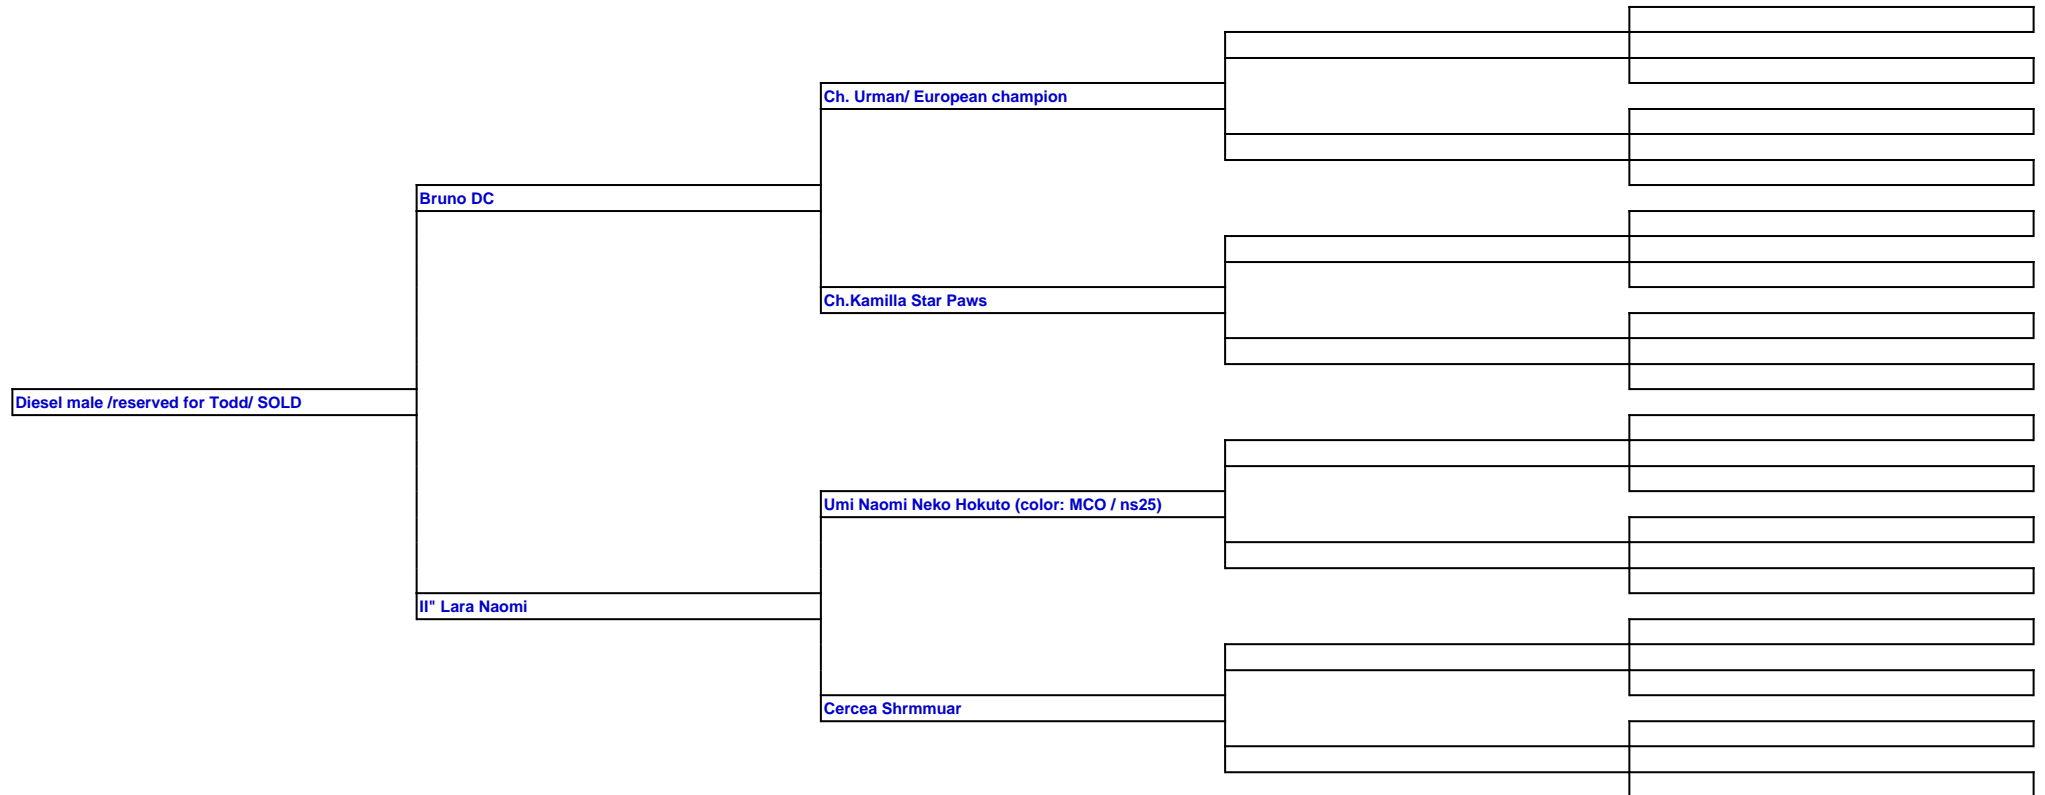 Ch. Urman/ European champion
Bruno DC
Ch.Kamilla Star Paws
Diesel male /reserved for Todd/ SOLD
Umi Naomi Neko Hokuto (color: MCO / ns25)
II" Lara Naomi
Cercea Shrmmuar